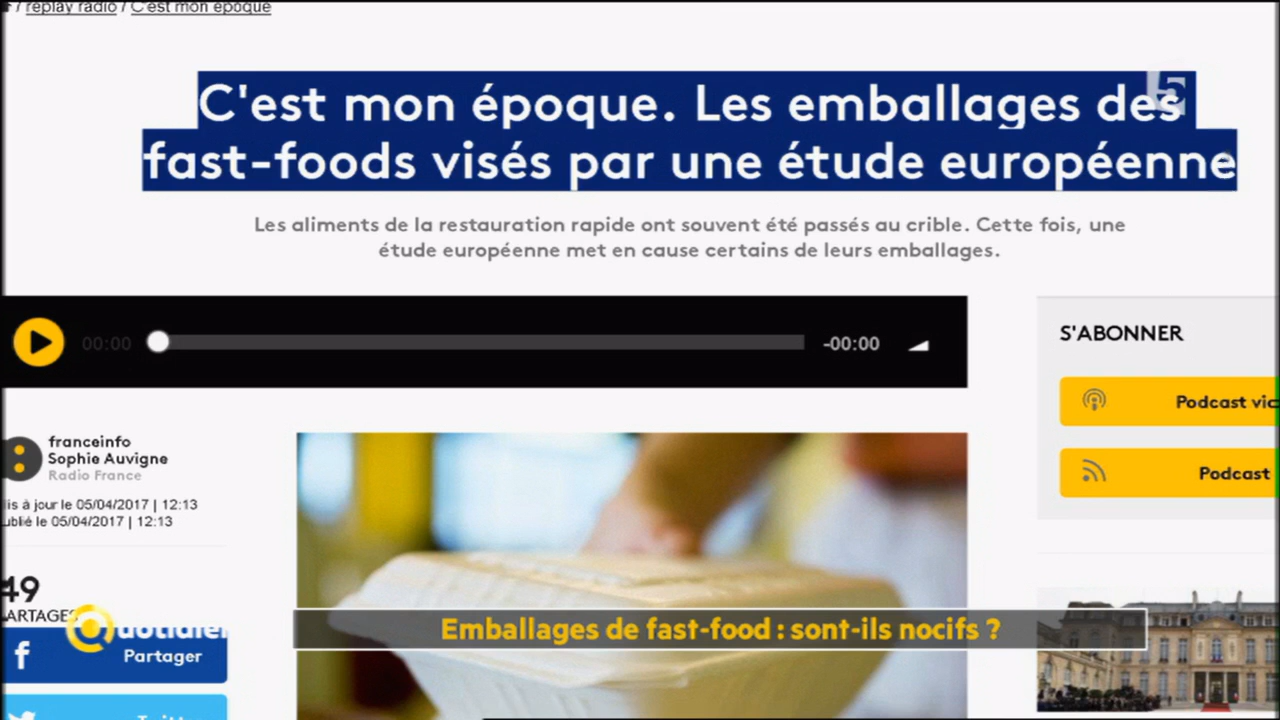 / replay radio / C'est mon époque
5
C'est mon époque. Les emballages des
fast-foods visés par une étude européenne
Les aliments de la restauration rapide ont souvent été passés au crible. Cette fois, une
étude européenne met en cause certains de leurs emballages.
00:00
-00:00
S'ABONNER
Podcast vic
Podcast
franceinfo
Sophie Auvigne
Radio France
is à jour le 05/04/2017 | 12:13
ublié le 05/04/2017 | 12:13
49
ARTAGES
Quotidien
f Partager
Emballages de fast-food : sont-ils nocifs ?